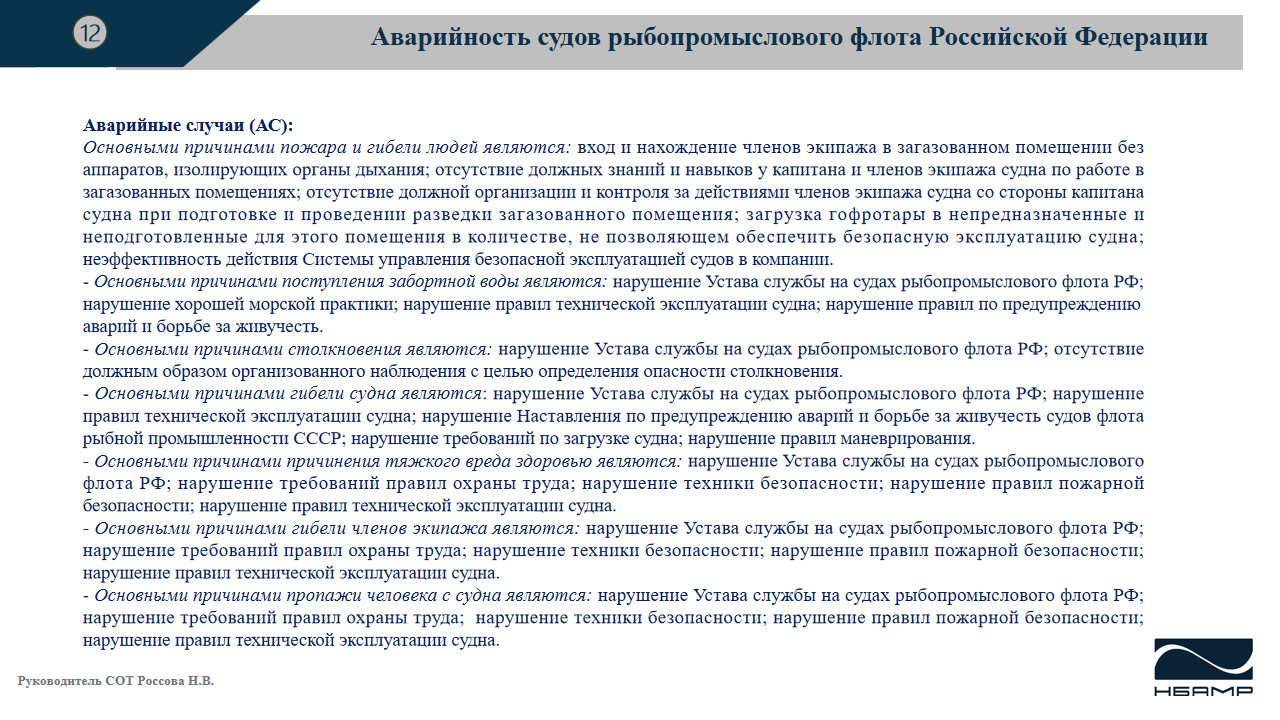 12
Аварийность судов рыбопромыслового флота Российской Федерации
Аварийные случаи (АС):
Основными причинами пожара и гибели людей являются: вход и нахождение членов экипажа в загазованном помещении без
аппаратов, изолирующих органы дыхания; отсутствие должных знаний и навыков у капитана и членов экипажа судна по работе в
загазованных помещениях; отсутствие должной организации и контроля за действиями членов экипажа судна со стороны капитана
судна при подготовке и проведении разведки загазованного помещения; загрузка гофротары в непредназначенные и
неподготовленные для этого помещения в количестве, не позволяющем обеспечить безопасную эксплуатацию судна;
неэффективность действия Системы управления безопасной эксплуатацией судов в компании.
- Основными причинами поступления забортной воды являются: нарушение Устава службы на судах рыбопромыслового флота РФ;
нарушение хорошей морской практики; нарушение правил технической эксплуатации судна; нарушение правил по предупреждению
аварий и борьбе за живучесть.
- Основными причинами столкновения являются: нарушение Устава службы на судах рыбопромыслового флота РФ; отсутствие
должным образом организованного наблюдения с целью определения опасности столкновения.
- Основными причинами гибели судна являются: нарушение Устава службы на судах рыбопромыслового флота РФ; нарушение
правил технической эксплуатации судна; нарушение Наставления по предупреждению аварий и борьбе за живучесть судов флота
рыбной промышленности СССР; нарушение требований по загрузке судна; нарушение правил маневрирования.
- Основными причинами причинения тяжкого вреда здоровью являются: нарушение Устава службы на судах рыбопромыслового
флота РФ; нарушение требований правил охраны труда; нарушение техники безопасности; нарушение правил пожарной
безопасности; нарушение правил технической эксплуатации судна.
- Основными причинами гибели членов экипажа являются: нарушение Устава службы на судах рыбопромыслового флота РФ;
нарушение требований правил охраны труда; нарушение техники безопасности; нарушение правил пожарной безопасности;
нарушение правил технической эксплуатации судна.
- Основными причинами пропажи человека с судна являются: нарушение Устава службы на судах рыбопромыслового флота РФ;
нарушение требований правил охраны труда; нарушение техники безопасности; нарушение правил пожарной безопасности;
нарушение правил технической эксплуатации судна.
Руководитель СОТ Россова Н.В.
НБАМР